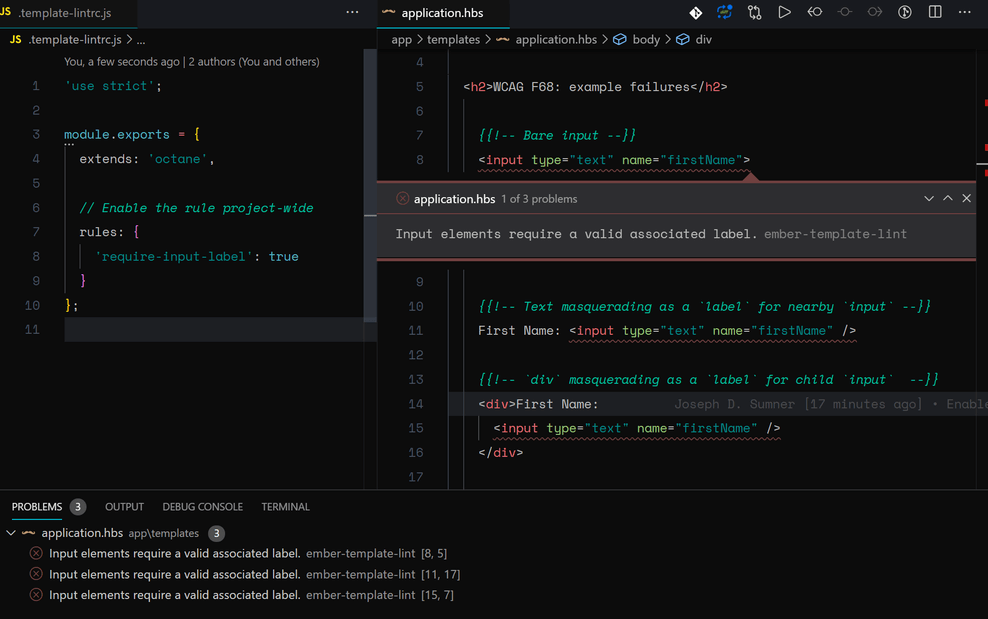 JS .template-lintrc.js ...
JS .template-lintrc.js > ...
You, a few seconds ago | 2 authors (You and others)
1 'use strict';
2
3 module.exports = {
4 extends: 'octane',
5
6 // Enable the rule project-wide
7 rules: {
8 'require-input-label': true
9 }
10 };
11
application.hbs ...
app > templates > application.hbs > body > div
4
5 <h2>WCAG F68: example failures</h2>
6
7 {{!-- Bare input --}}
8 <input type="text" name="firstName">
application.hbs 1 of 3 problems
Input elements require a valid associated label. ember-template-lint
9
10 {{!-- Text masquerading as a `label` for nearby `input` --}}
11 First Name: <input type="text" name="firstName" />
12
13 {{!-- `div` masquerading as a `label` for child `input`  --}}
14 <div>First Name: Joseph D. Sumner [17 minutes ago] • Enable
15 <input type="text" name="firstName" />
16 </div>
17
PROBLEMS 3 OUTPUT DEBUG CONSOLE TERMINAL
application.hbs app\templates 3
Input elements require a valid associated label. ember-template-lint [8, 5]
Input elements require a valid associated label. ember-template-lint [11, 17]
Input elements require a valid associated label. ember-template-lint [15, 7]